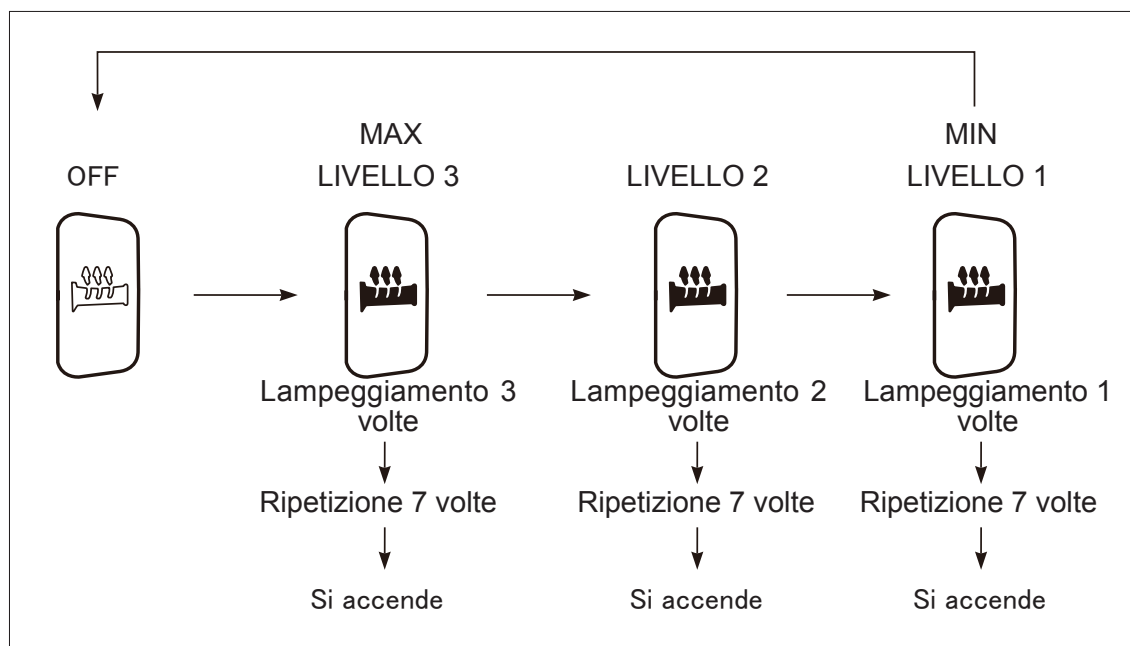 MAX
MIN
OFF
LIVELLO 3
LIVELLO 2
LIVELLO 1
Lampeggiamento 3
volte
Lampeggiamento 2
volte
Lampeggiamento 1
volte
Ripetizione 7 volte
Ripetizione 7 volte
Ripetizione 7 volte
Si accende
Si accende
Si accende